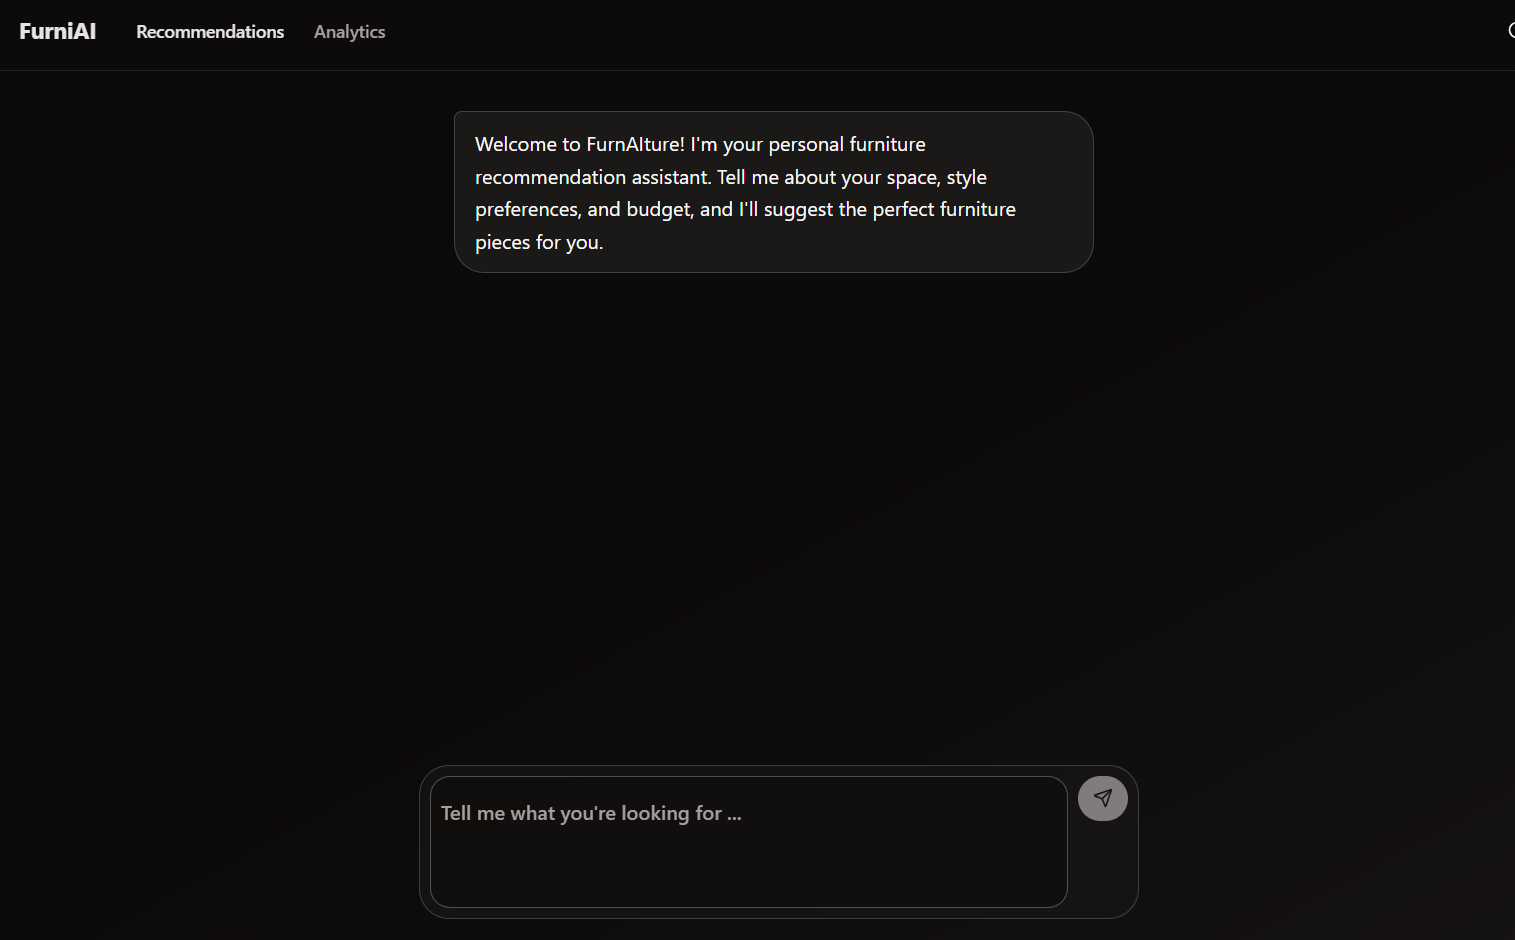 FurniAI Recommendations Analytics
Welcome to FurnAIture! I'm your personal furniture
recommendation assistant. Tell me about your space, style
preferences, and budget, and I'll suggest the perfect furniture
pieces for you.
Tell me what you're looking for ...